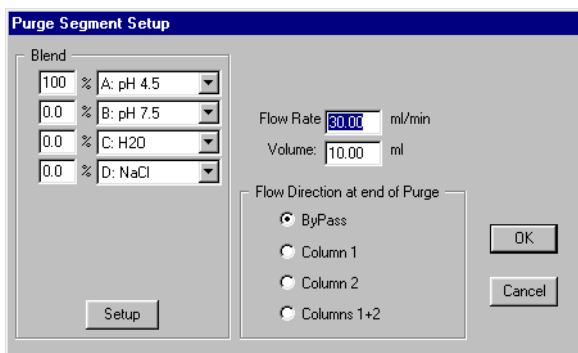 Purge Segment Setup
Blend
100 % A: pH 4.5
0.0 % B: pH 7.5
0.0 % C: H2O
0.0 % D: NaCl
Setup
Flow Rate 30.00 ml/min
Volume: 10.00 ml
Flow Direction at end of Purge
ByPass
Column 1
Column 2
Columns 1+2
OK
Cancel